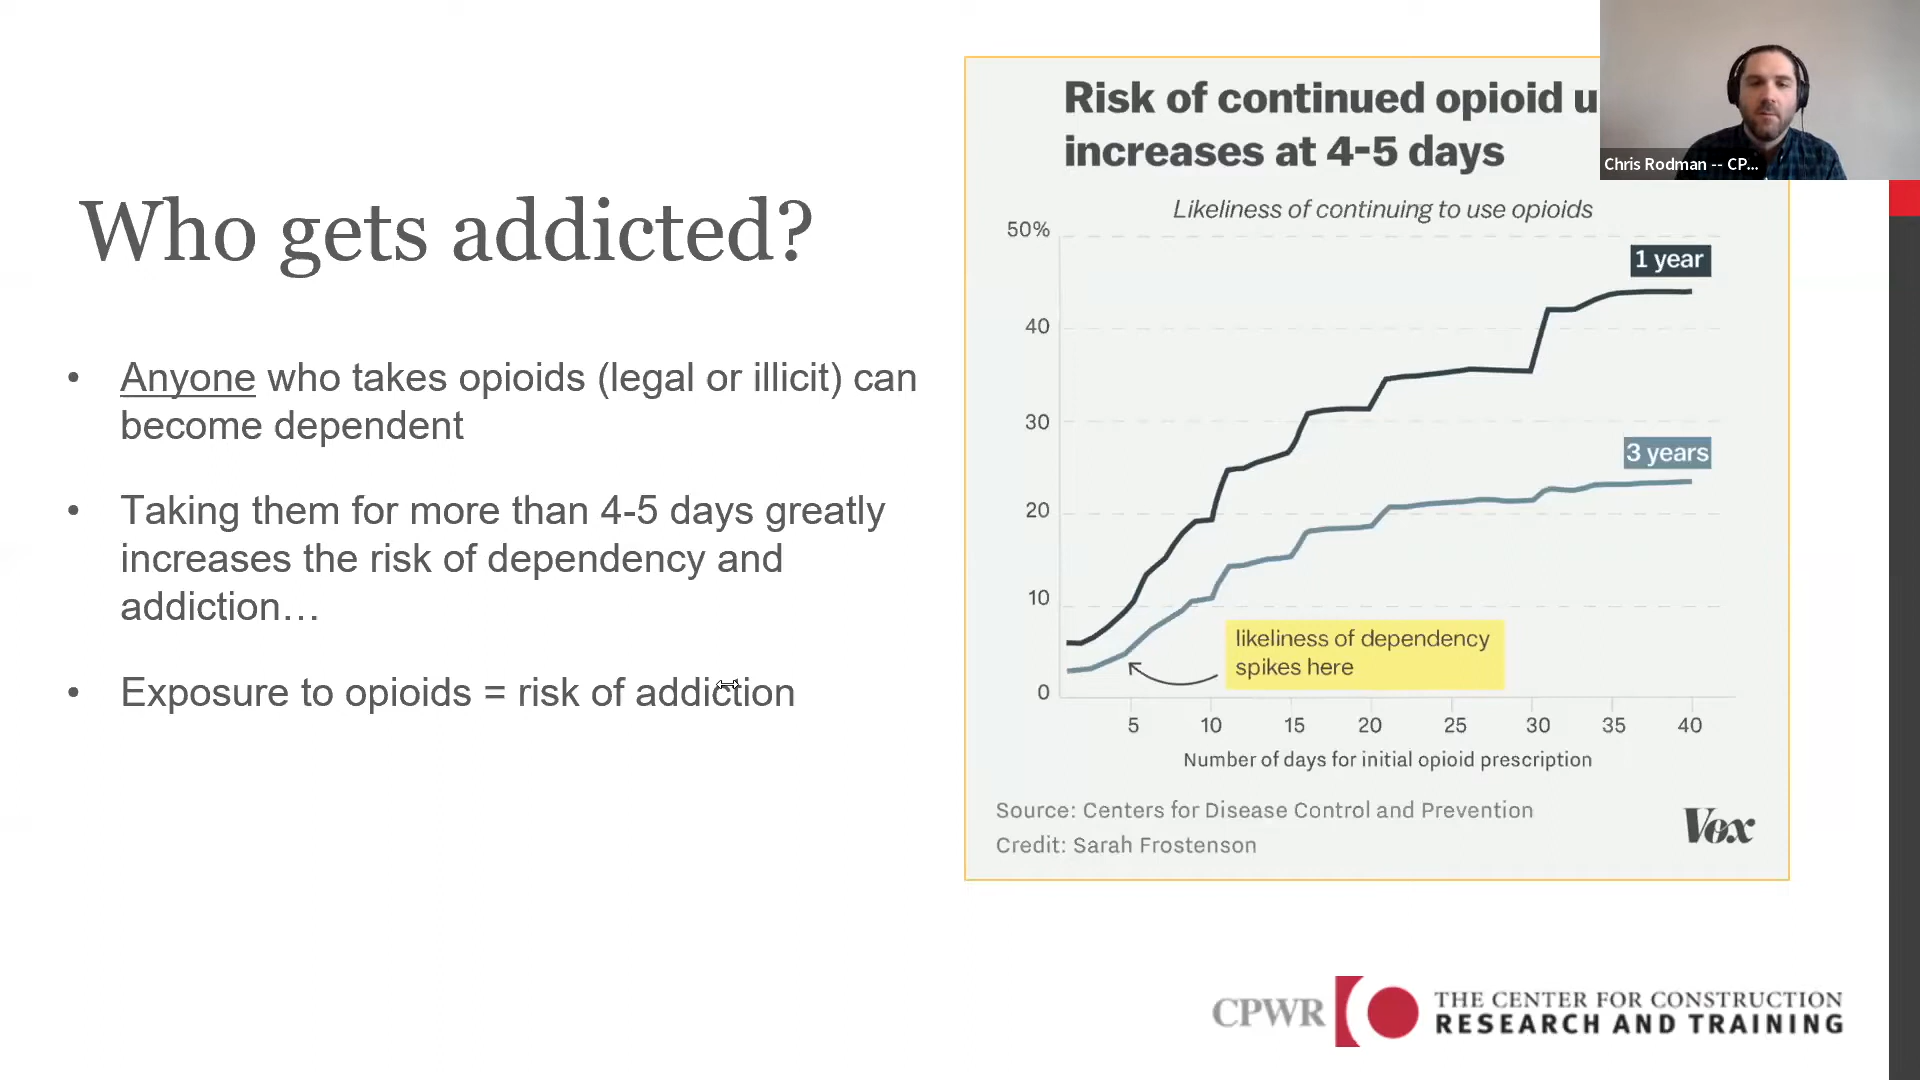 Who gets addicted?
• Anyone who takes opioids (legal or illicit) can
become dependent
• Taking them for more than 4-5 days greatly
increases the risk of dependency and
addiction…
• Exposure to opioids = risk of addiction
Risk of continued opioid u
increases at 4-5 days
Likeliness of continuing to use opioids
50%
40
30
20
10
0
1 year
3 years
likeliness of dependency
spikes here
5 10 15 20 25 30 35 40
Number of days for initial opioid prescription
Source: Centers for Disease Control and Prevention
Credit: Sarah Frostenson
Vox
Chris Rodman -- CP...
CPWR
THE CENTER FOR CONSTRUCTION
RESEARCH AND TRAINING